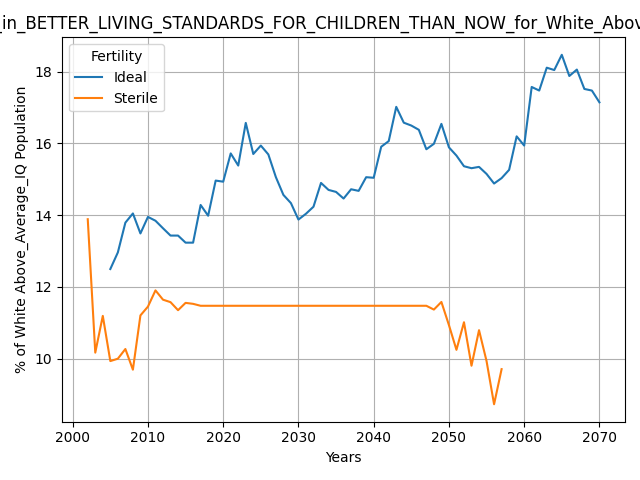 _in_BETTER_LIVING_STANDARDS_FOR_CHILDREN_THAN_NOW_for_White_Abov
Fertility
Ideal
Sterile
% of White Above_Average_IQ Population
18
16
14
12
10
2000 2010 2020 2030 2040 2050 2060 2070
Years